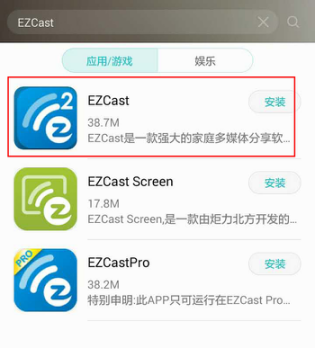 EZCast
应用/游戏
娱乐
2
EZCast
安装
38.7M
EZCast是一款强大的家庭多媒体分享软...
EZCast Screen
安装
17.8M
EZCast Screen,是一款由炬力北方开发的...
PRO
EZCastPro
安装
38.2M
特别申明:此APP只可运行在EZCast Pro...